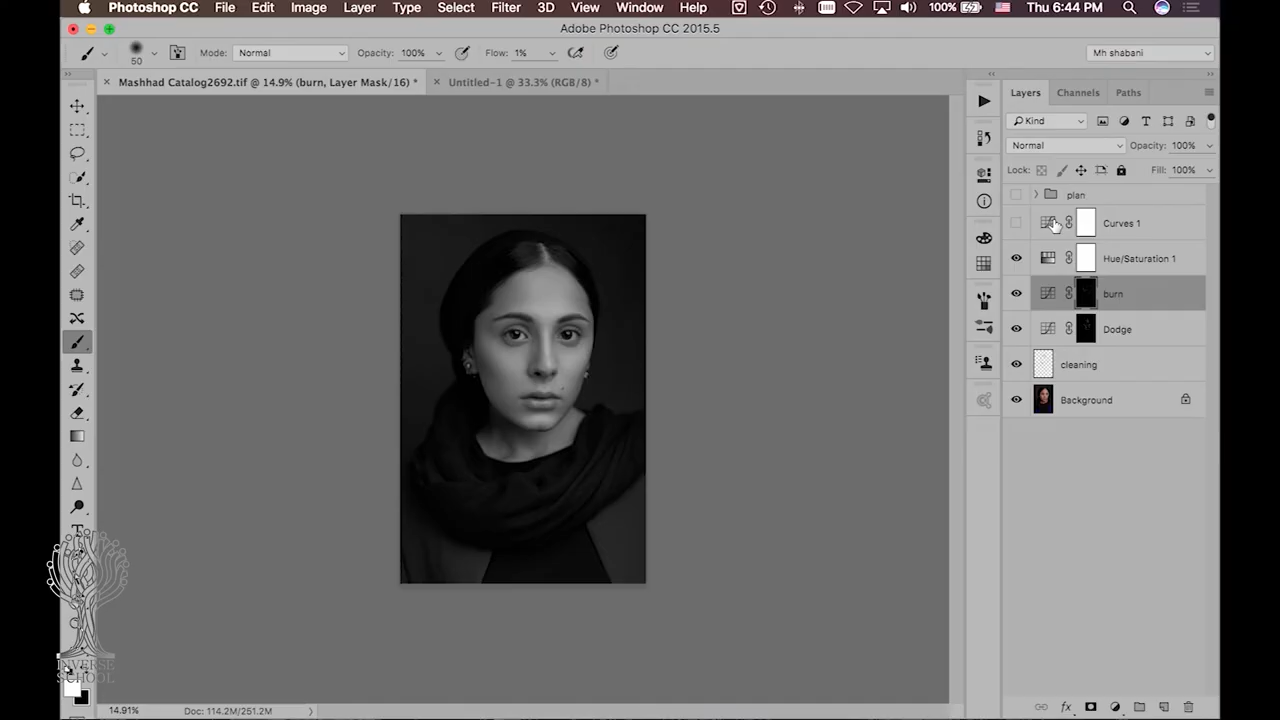 Photoshop CC File Edit Image Layer Type Select Filter 3D View Window Help 100% Thu 6:44 PM
Adobe Photoshop CC 2015.5
50 Mode: Normal Opacity: 100% Flow: 1% Mh shabani
Mashhad Catalog2692.tif @ 14.9% (burn, Layer Mask/16) * Untitled-1 @ 33.3% (RGB/8) *
Layers Channels Paths
Kind
Normal Opacity: 100%
Lock: Fill: 100%
plan
Curves 1
Hue/Saturation 1
burn
Dodge
cleaning
Background
INVERSE
SCHOOL
14.91% Doc: 114.2M/251.2M